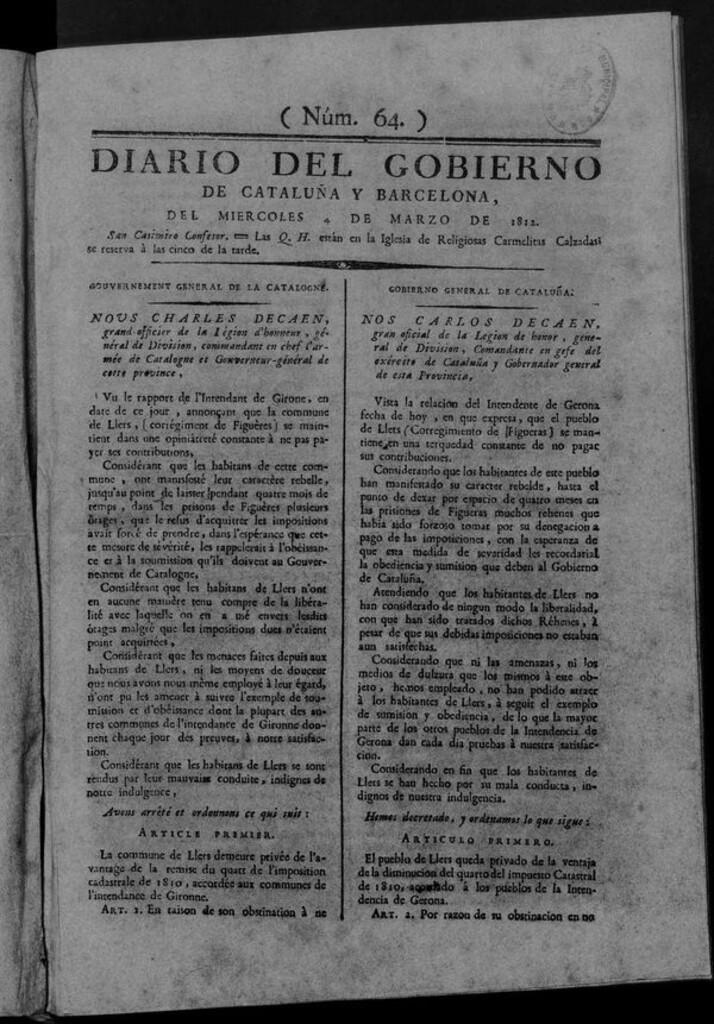 ( Núm. 64. )
DIARIO DEL GOBIERNO
DE CATALUÑA Y BARCELONA,
DEL MIERCOLES 4 DE MARZO DE 1812.
San Casimiro Confesor. = Las Q. H. están en la Iglesia de Religiosas Carmelitas Calzadas;
se reserva à las cinco de la tarde.
GOUVERNEMENT GENERAL DE LA CATALOGNE.
NOUS CHARLES DECAEN,
grand-officier de la Légion d'honneur, gé-
néral de Division, commandant en chef l'ar-
mée de Catalogne et Gouverneur-général de
cette province,
Vu le rapport de l'Intendant de Girone, en
date de ce jour, annonçant que la commune
de Llers, (corrégiment de Figuères) se main-
tient dans une opiniâtreté constante à ne pas pa-
yer ses contributions,
Considérant que les habitans de cette com-
mune, ont manisfesté leur caractère rebelle,
jusqu'au point de laisser pendant quatre mois de
temps, dans les prisons de Figuères plusieurs
ôtages, que le refus d'acquitter les impositions
avait forcé de prendre, dans l'espérance que cet-
te mesure de sévérité, les rappelerait à l'obéissan-
ce et à la soumission qu'ils doivent au Gouver-
nement de Catalogne,
Considérant que les habitans de Llers n'ont
en aucune manière tenu compte de la libéra-
lité avec laquelle on en a usé envers lesdits
ôtages malgré que les impositions dues n'étaient
point acquittées,
Considérant que les menaces faites depuis aux
habitans de Llers, ni les moyens de douceur
que nous avons nous même employé à leur égard,
n'ont pu les amener à suivre l'exemple de sou-
mission et d'obéissance dont la plupart des au-
tres communes de l'intendance de Gironne don-
nent chaque jour des preuves, à notre satisfac-
tion.
Considérant que les habitans de Llers se sont
rendus par leur mauvaise conduite, indignes de
notre indulgence,
Avons arrêté et ordonnons ce qui suit:
ARTICLE PREMIER.
La commune de Llers demeure privée de l'a-
vantage de la remise du quart de l'imposition
cadastrale de 1810, accordée aux communes de
l'intendance de Gironne.
ART. 2. En raison de son obstination à ne
GOBIERNO GENERAL DE CATALUÑA.
NOS CARLOS DECAEN,
gran oficial de la Legion de honor, gene-
ral de Division, Comandante en gefe del
exército de Cataluña y Gobernador general
de esta Provincia,
Vista la relacion del Intendente de Gerona
fecha de hoy, en que expresa, que el pueblo
de Llers (Corregimiento de Figueras) se man-
tiene en una terquedad constante de no pagar
sus contribuciones.
Considerando que los habitantes de este pueblo
han manifestado su caracter rebelde, hasta el
punto de dexar por espacio de quatro meses en
las prisiones de Figueras muchos rehenes que
habia sido forzoso tomar por su denegacion a
pago de las imposiciones, con la esperanza de
que esta medida de severidad les recordarial
la obediencia y sumision que deben al Gobierno
de Cataluña.
Atendiendo que los habitantes de Llers no
han considerado de ningun modo la liberalidad,
con que han sido tratados dichos Réhenes, á
pesar de que sus debidas imposiciones no estaban
aun satisfechas.
Considerando que ni las amenazas, ni los
medios de dulzura que los mismos à este ob-
jeto, hemos empleado, no han podido atraer
à los habitantes de Llers, à seguir el exemplo
de sumision y obediencia, de lo que la mayor
parte de los otros pueblos de la Intendencia de
Gerona dan cada dia pruebas à nuestra satisfac-
cion.
Considerando en fin que los habitantes de
Llers se han hecho por su mala conducta, in-
dignos de nuestra indulgencia.
Hemos decretado, y ordenamos lo que sigue:
ARTICULO PRIMERO.
El pueblo de Llers queda privado de la ventaja
de la disminucion del quarto del impuesto Catastral
de 1810, à los pueblos de la Inten-
dencia de Gerona.
ART. 2. Por razon de su obstinacion en no